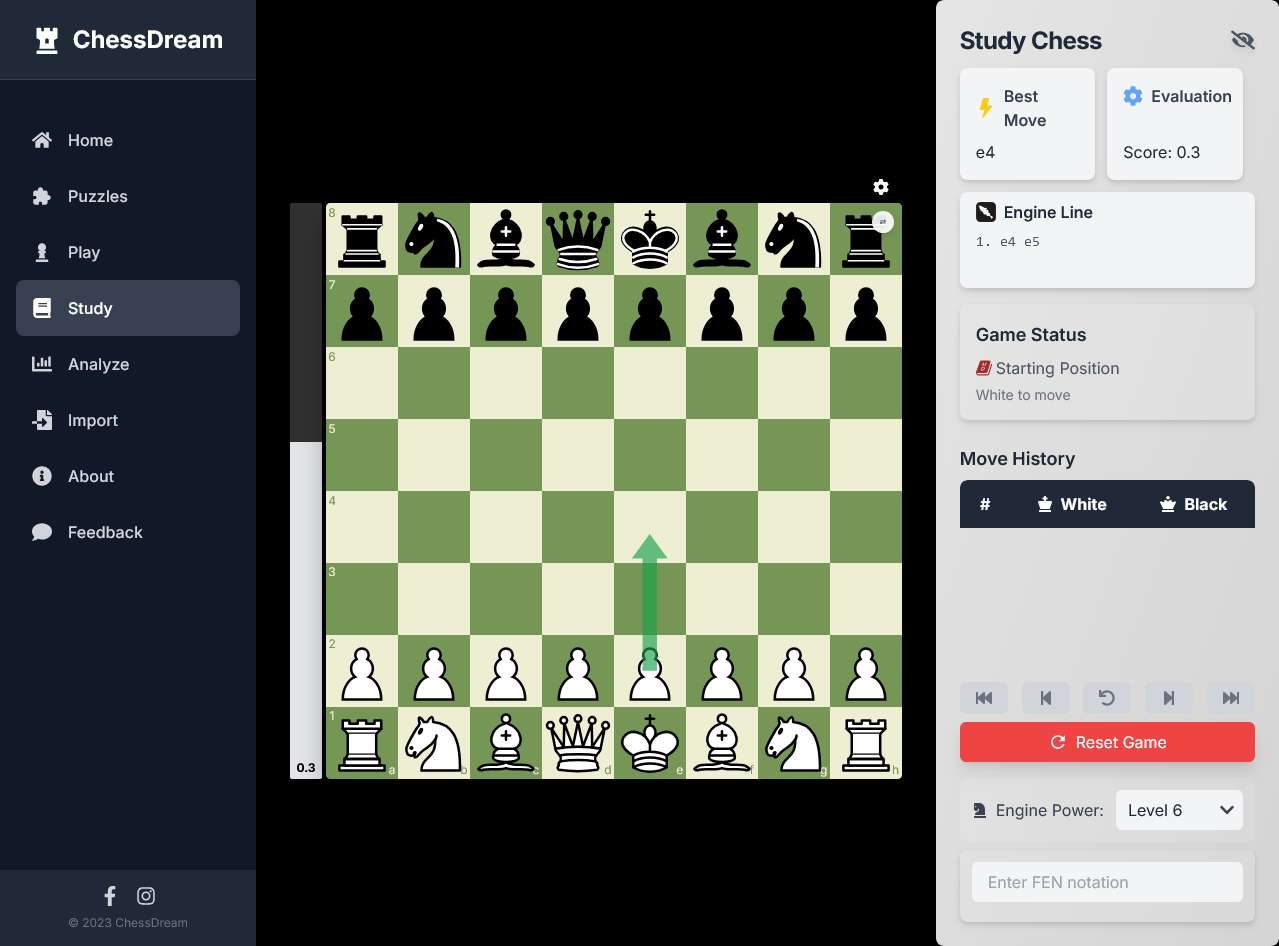 ChessDream
Home
Puzzles
Play
Study
Analyze
Import
About
Feedback
© 2023 ChessDream
8
7
6
5
4
3
2
1
a
b
c
d
e
f
g
h
0.3
Study Chess
Best
Move
e4
Evaluation
Score: 0.3
Engine Line
1. e4 e5
Game Status
Starting Position
White to move
Move History
# White Black
Reset Game
Engine Power: Level 6
Enter FEN notation